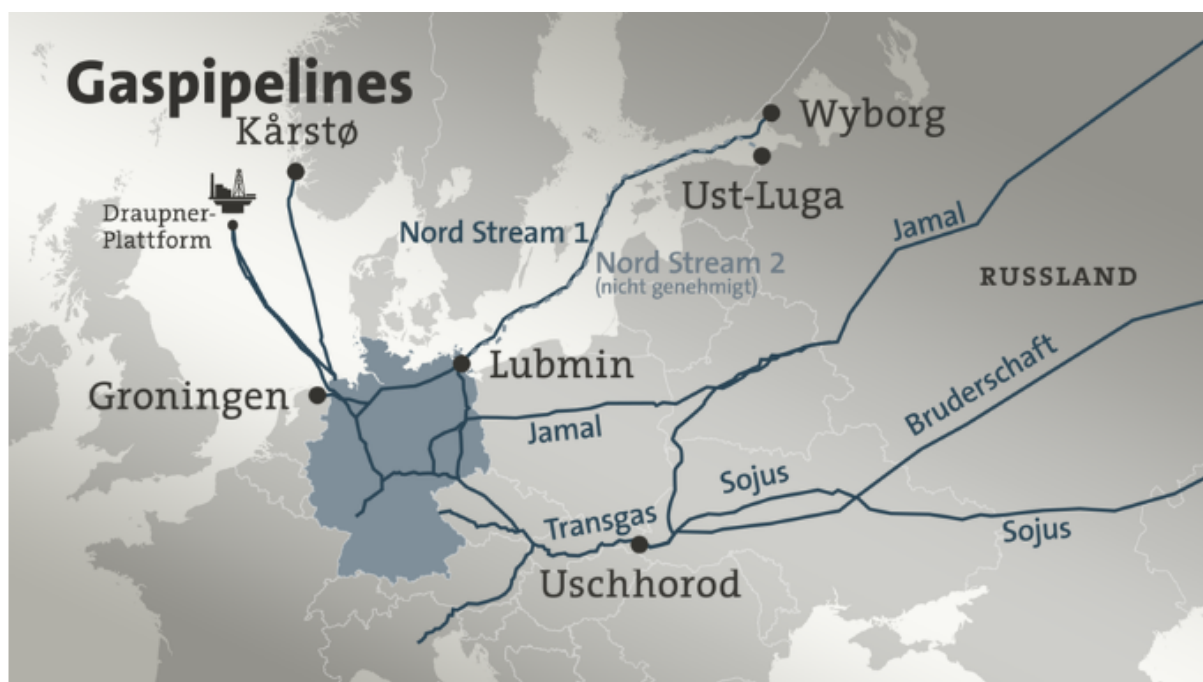 Gaspipelines
Kårstø
Draupner-
Plattform
Wyborg
Ust-Luga
Nord Stream 1
Nord Stream 2
(nicht genehmigt)
Jamal
RUSSLAND
Lubmin
Groningen
Jamal
Bruderschaft
Sojus
Transgas
Sojus
Uschhorod